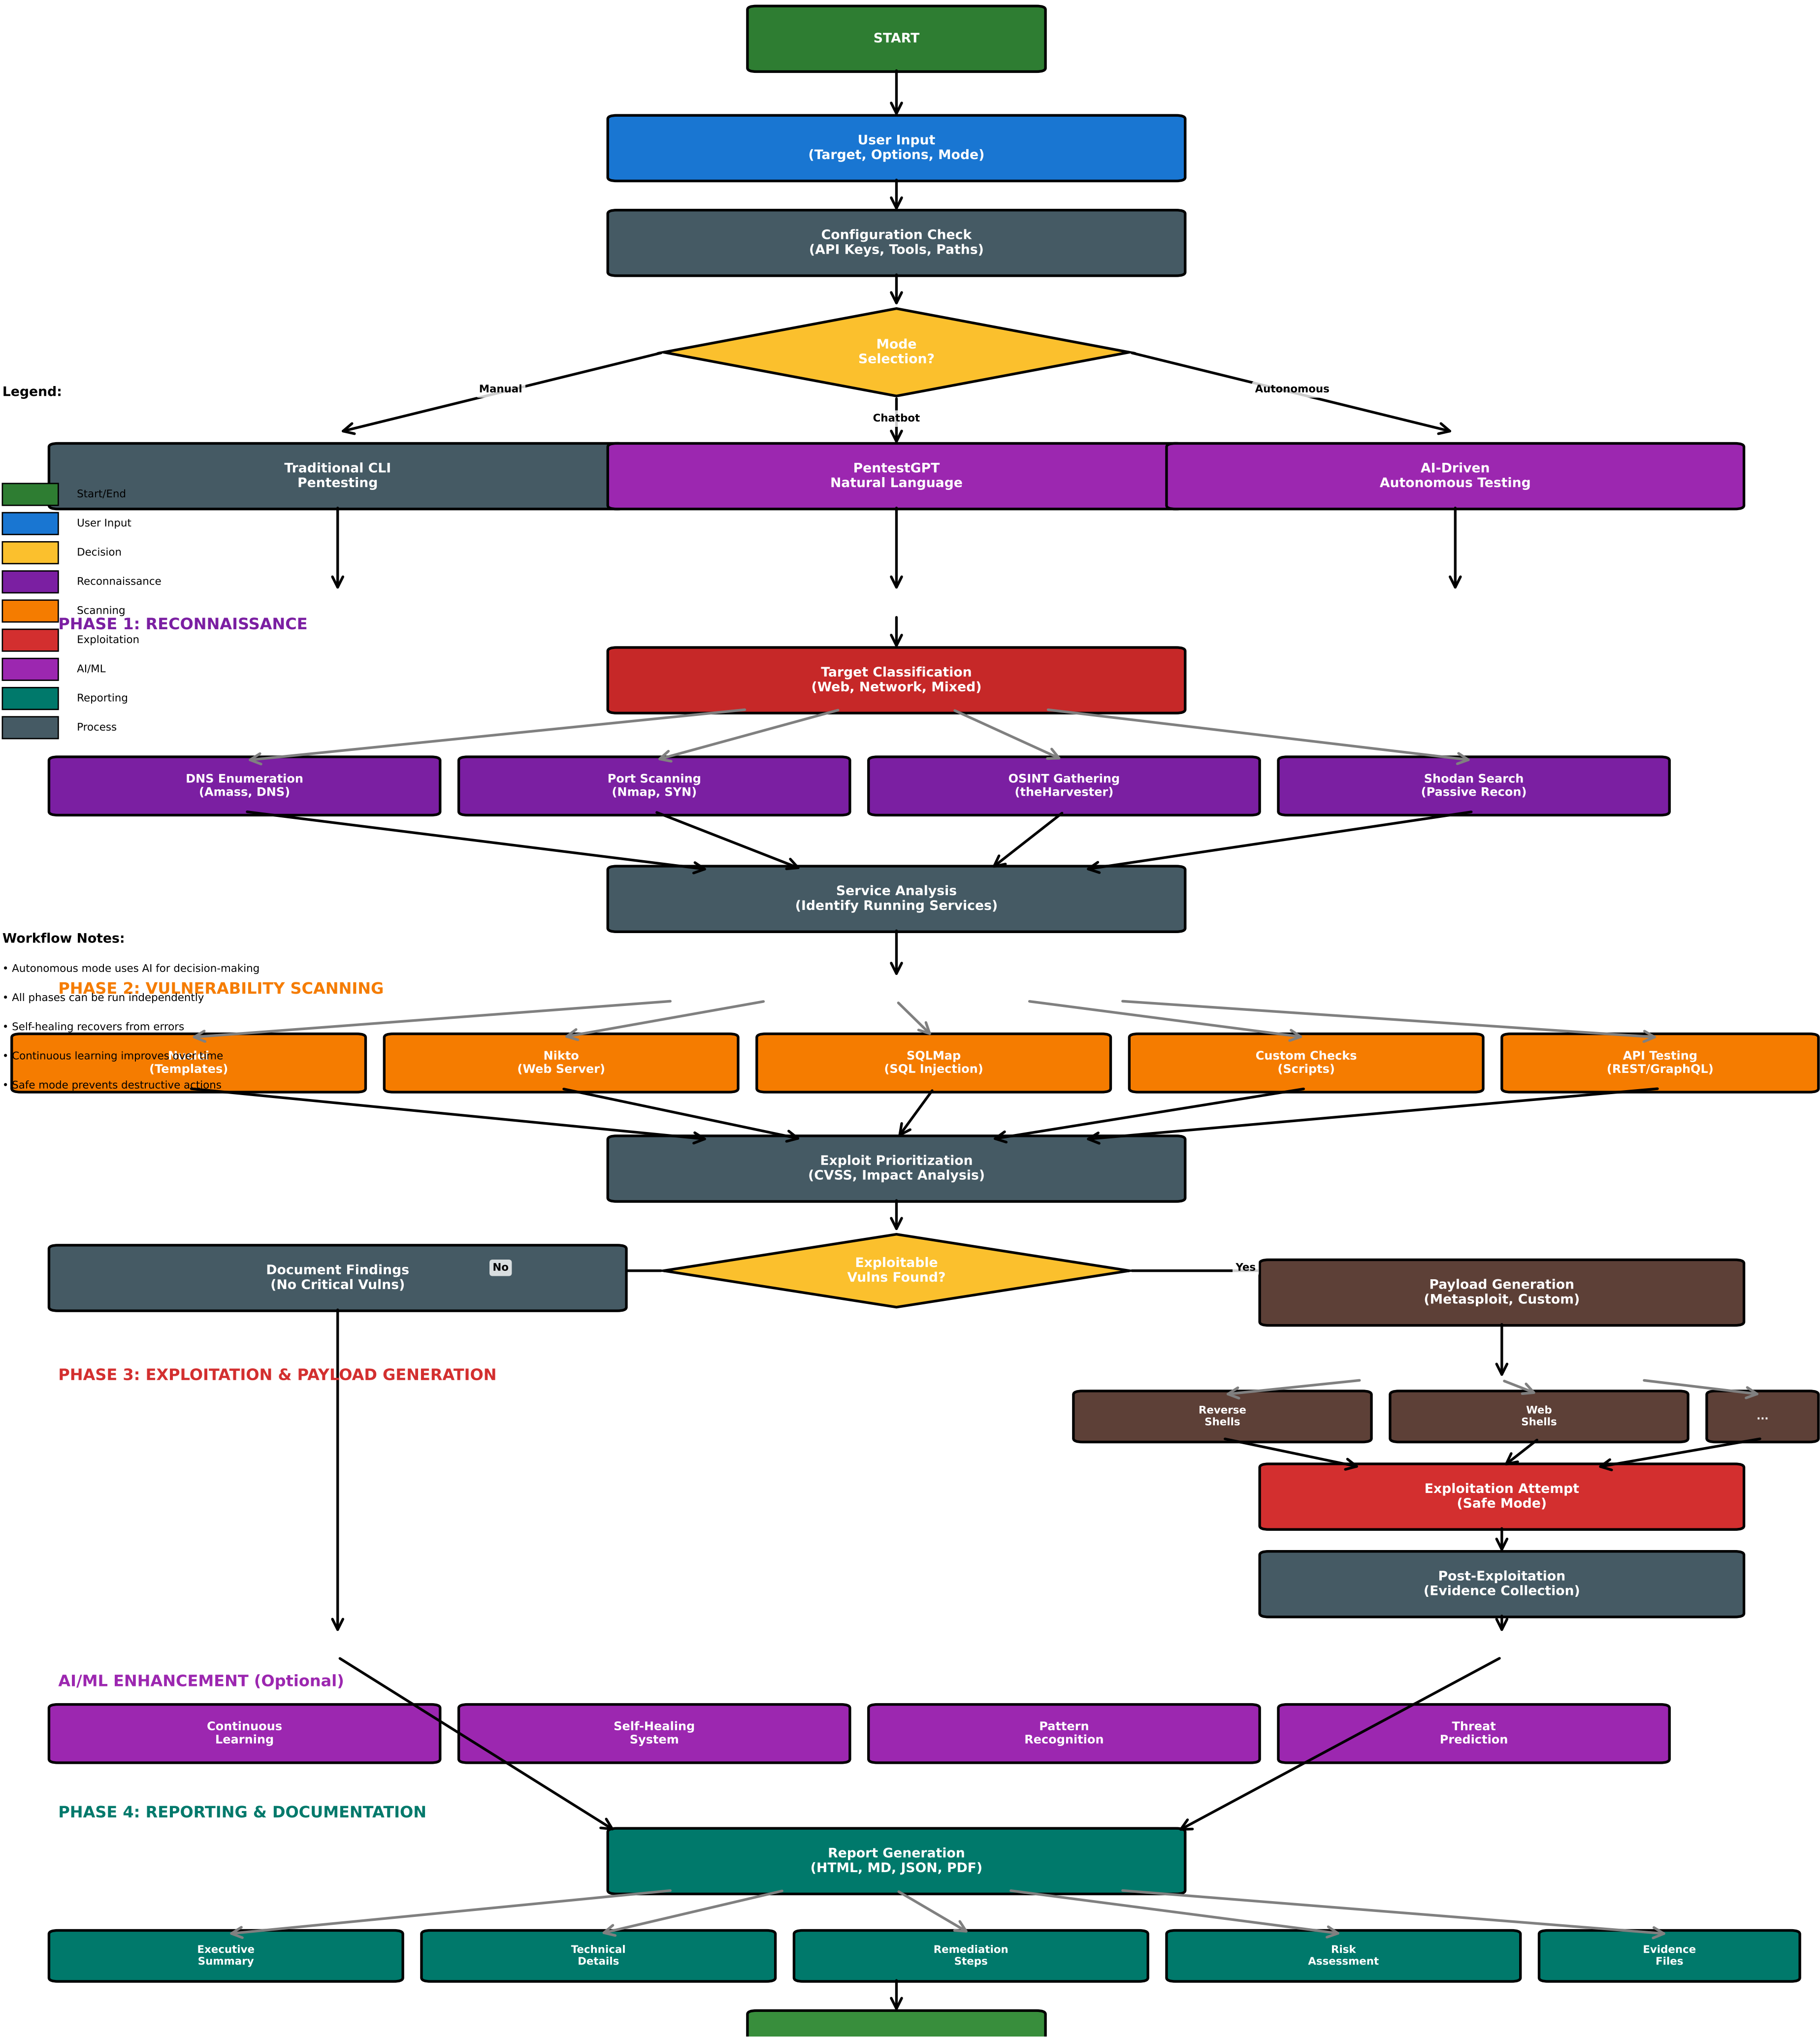 START
User Input
(Target, Options, Mode)
Configuration Check
(API Keys, Tools, Paths)
Mode
Selection?
Manual
Chatbot
Autonomous
Legend:
Traditional CLI
Pentesting
PentestGPT
Natural Language
AI-Driven
Autonomous Testing
Start/End
User Input
Decision
Reconnaissance
Scanning
Exploitation
AI/ML
Reporting
Process
PHASE 1: RECONNAISSANCE
Target Classification
(Web, Network, Mixed)
DNS Enumeration
(Amass, DNS)
Port Scanning
(Nmap, SYN)
OSINT Gathering
(theHarvester)
Shodan Search
(Passive Recon)
Service Analysis
(Identify Running Services)
Workflow Notes:
• Autonomous mode uses AI for decision-making
• All phases can be run independently
• Self-healing recovers from errors
• Continuous learning improves over time
• Safe mode prevents destructive actions
PHASE 2: VULNERABILITY SCANNING
(Templates)
Nikto
(Web Server)
SQLMap
(SQL Injection)
Custom Checks
(Scripts)
API Testing
(REST/GraphQL)
Exploit Prioritization
(CVSS, Impact Analysis)
Exploitable
Vulns Found?
No
Yes
Document Findings
(No Critical Vulns)
Payload Generation
(Metasploit, Custom)
PHASE 3: EXPLOITATION & PAYLOAD GENERATION
Reverse
Shells
Web
Shells
...
Exploitation Attempt
(Safe Mode)
Post-Exploitation
(Evidence Collection)
AI/ML ENHANCEMENT (Optional)
Continuous
Learning
Self-Healing
System
Pattern
Recognition
Threat
Prediction
PHASE 4: REPORTING & DOCUMENTATION
Report Generation
(HTML, MD, JSON, PDF)
Executive
Summary
Technical
Details
Remediation
Steps
Risk
Assessment
Evidence
Files